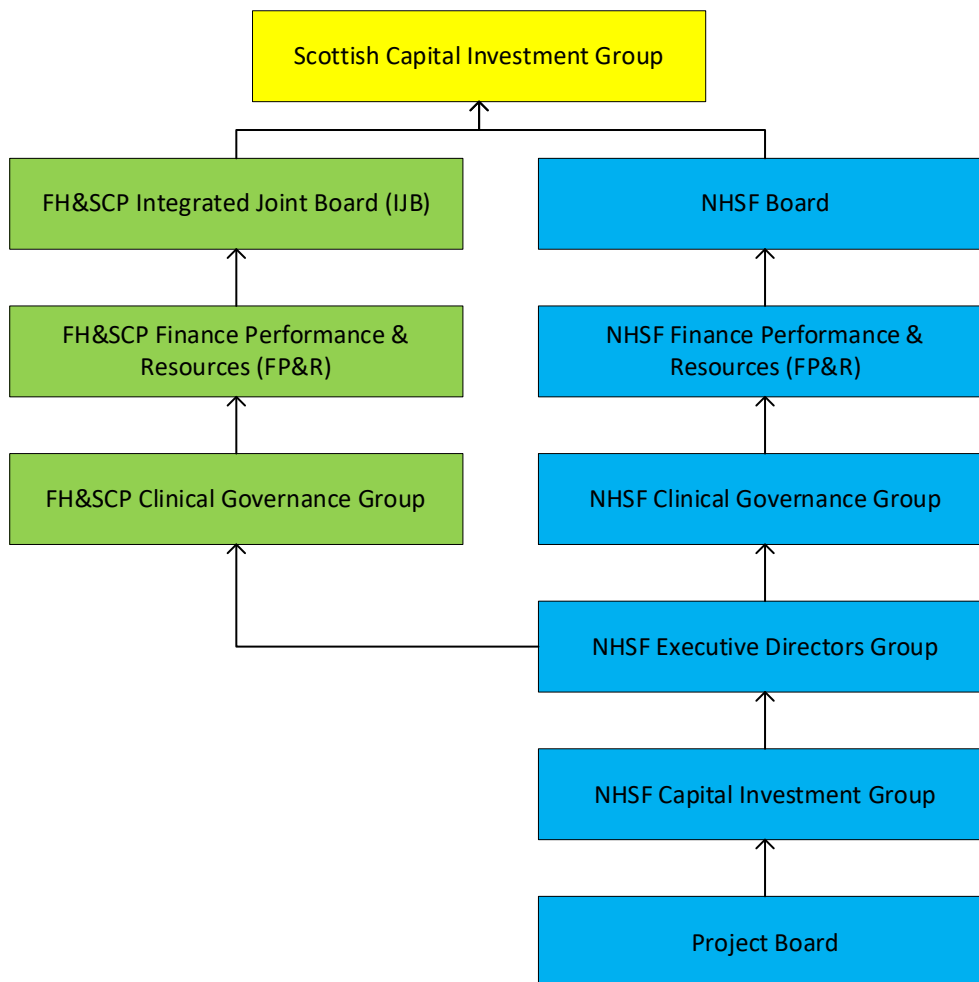 Scottish Capital Investment Group
FH&SCP Integrated Joint Board (IJB)
NHSF Board
FH&SCP Finance Performance &
Resources (FP&R)
NHSF Finance Performance &
Resources (FP&R)
FH&SCP Clinical Governance Group
NHSF Clinical Governance Group
NHSF Executive Directors Group
NHSF Capital Investment Group
Project Board